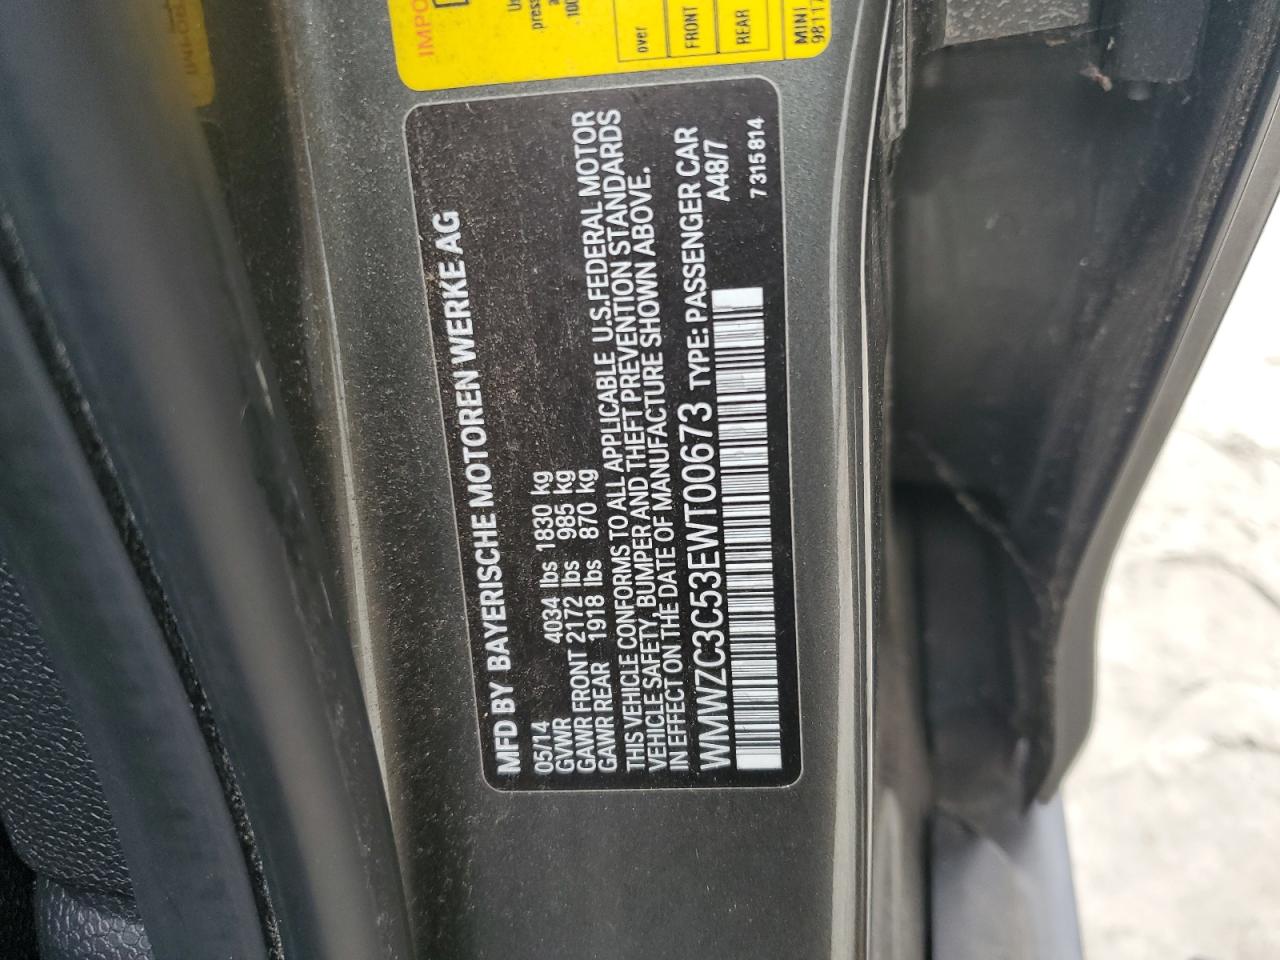 IMPO
over
FRONT
REAR
MINI
MFD BY BAYERISCHE MOTOREN WERKE AG
05/14
GVWR 4034 lbs 1830 kg
GAWR FRONT 2172 lbs 985 kg
GAWR REAR 1918 lbs 870 kg
THIS VEHICLE CONFORMS TO ALL APPLICABLE U.S.FEDERAL MOTOR
VEHICLE SAFETY, BUMPER AND THEFT PREVENTION STANDARDS
IN EFFECT ON THE DATE OF MANUFACTURE SHOWN ABOVE.
WMWZC3C53EWT00673 TYPE: PASSENGER CAR
A48/7
7 315 814